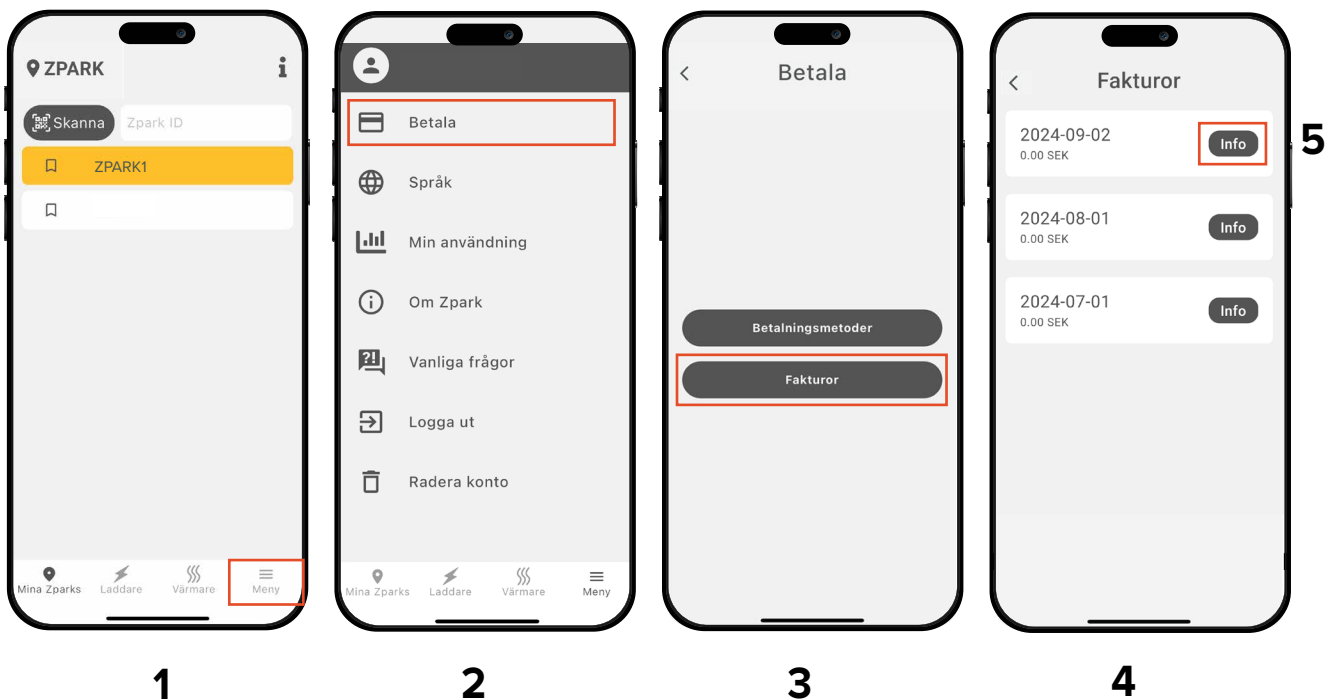 ZPARK
Skanna
Zpark ID
ZPARK1
Mina Zparks
Laddare
Värmare
Meny
1
Betala
Språk
Min användning
Om Zpark
Vanliga frågor
Logga ut
Radera konto
Mina Zparks
Laddare
Värmare
Meny
2
Betala
Betalningsmetoder
Fakturor
3
Fakturor
2024-09-02
0.00 SEK
Info
5
2024-08-01
0.00 SEK
Info
2024-07-01
0.00 SEK
Info
4